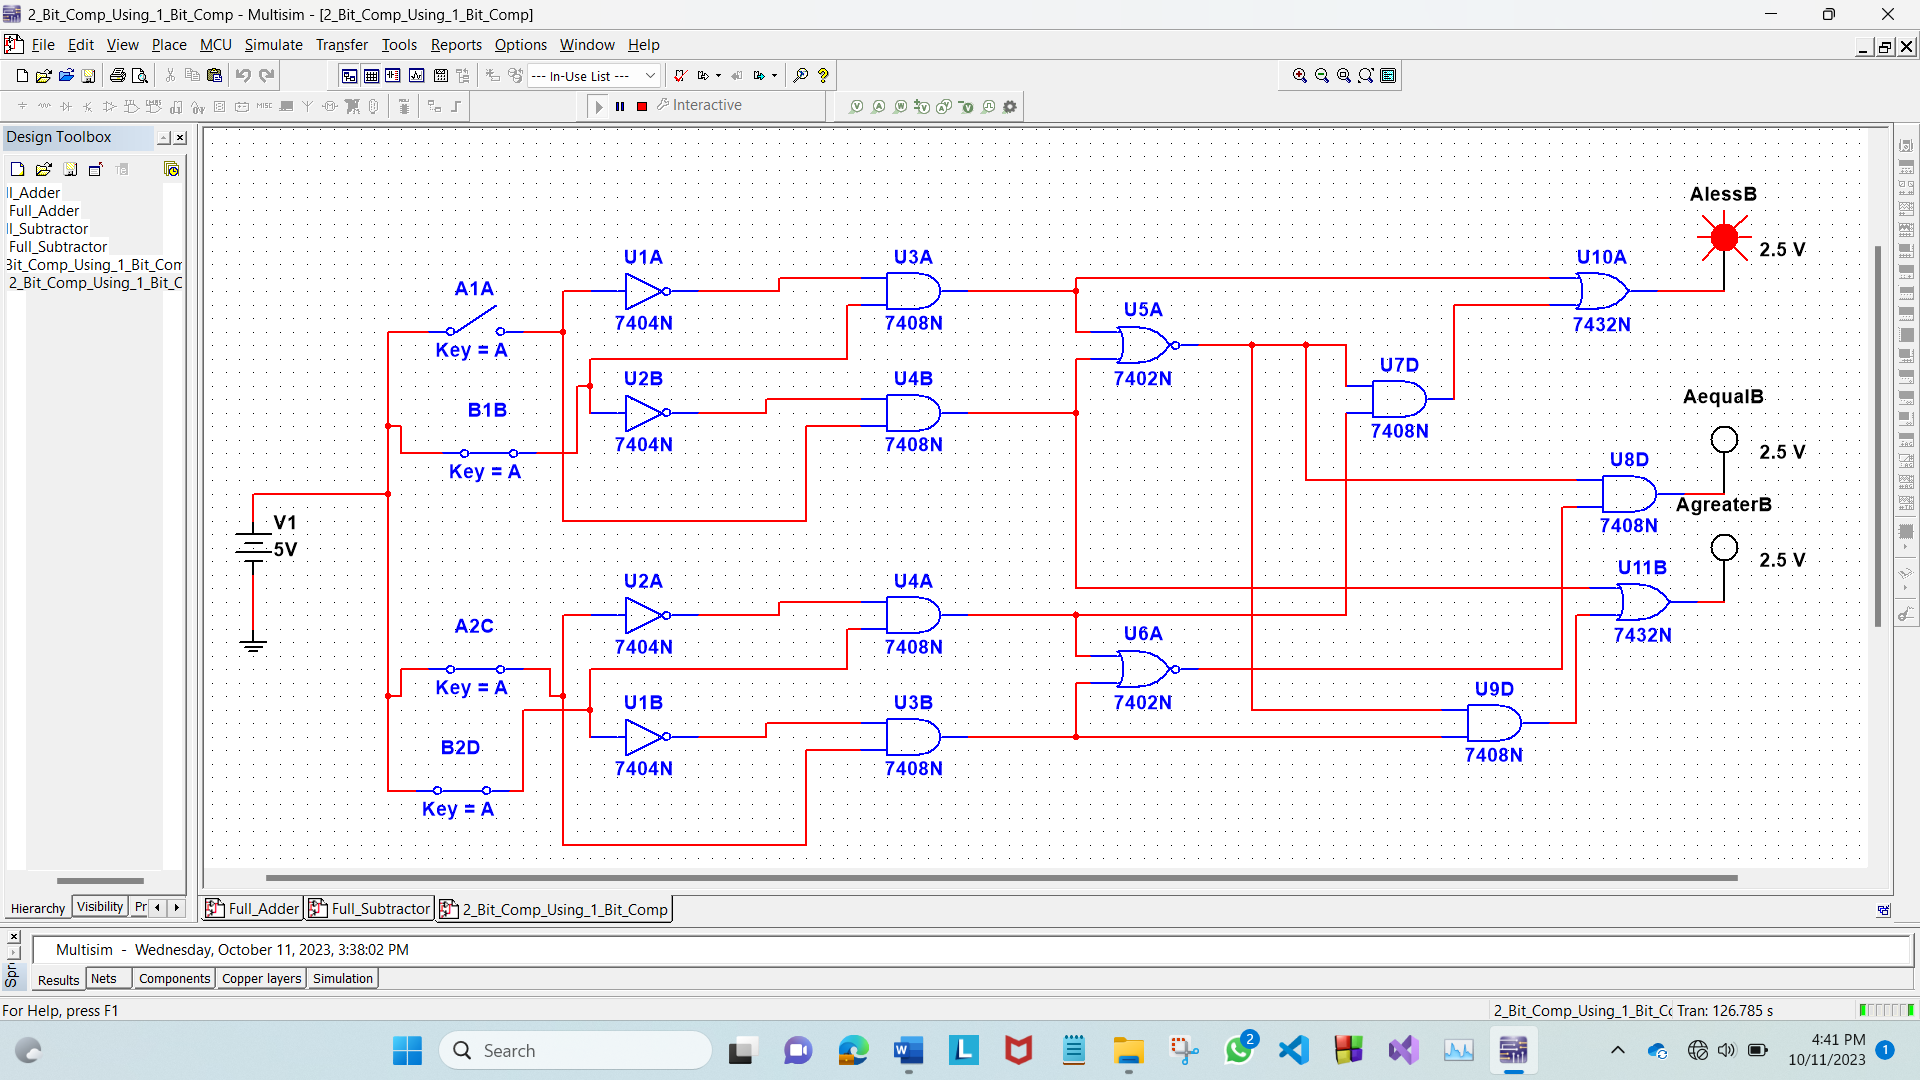 2_Bit_Comp_Using_1_Bit_Comp - Multisim - [2_Bit_Comp_Using_1_Bit_Comp]
File Edit View Place MCU Simulate Transfer Tools Reports Options Window Help
--- In-Use List ---
Interactive
Design Toolbox
ll_Adder
Full_Adder
ll_Subtractor
Full_Subtractor
Bit_Comp_Using_1_Bit_Com
2_Bit_Comp_Using_1_Bit_C
Hierarchy Visibility Pr
AlessB
2.5 V
U1A
7404N
U3A
7408N
U10A
7432N
A1A
Key = A
U5A
7402N
U2B
7404N
U4B
7408N
U7D
7408N
B1B
Key = A
AequalB
2.5 V
U8D
7408N
AgreaterB
2.5 V
V1
5V
U11B
7432N
U2A
7404N
U4A
7408N
A2C
Key = A
U6A
7402N
U1B
7404N
U3B
7408N
U9D
7408N
B2D
Key = A
Full_Adder Full_Subtractor 2_Bit_Comp_Using_1_Bit_Comp
Multisim - Wednesday, October 11, 2023, 3:38:02 PM
Spr
Results Nets Components Copper layers Simulation
For Help, press F1
2_Bit_Comp_Using_1_Bit_Co Tran: 126.785 s
Search
2
4:41 PM
10/11/2023
1